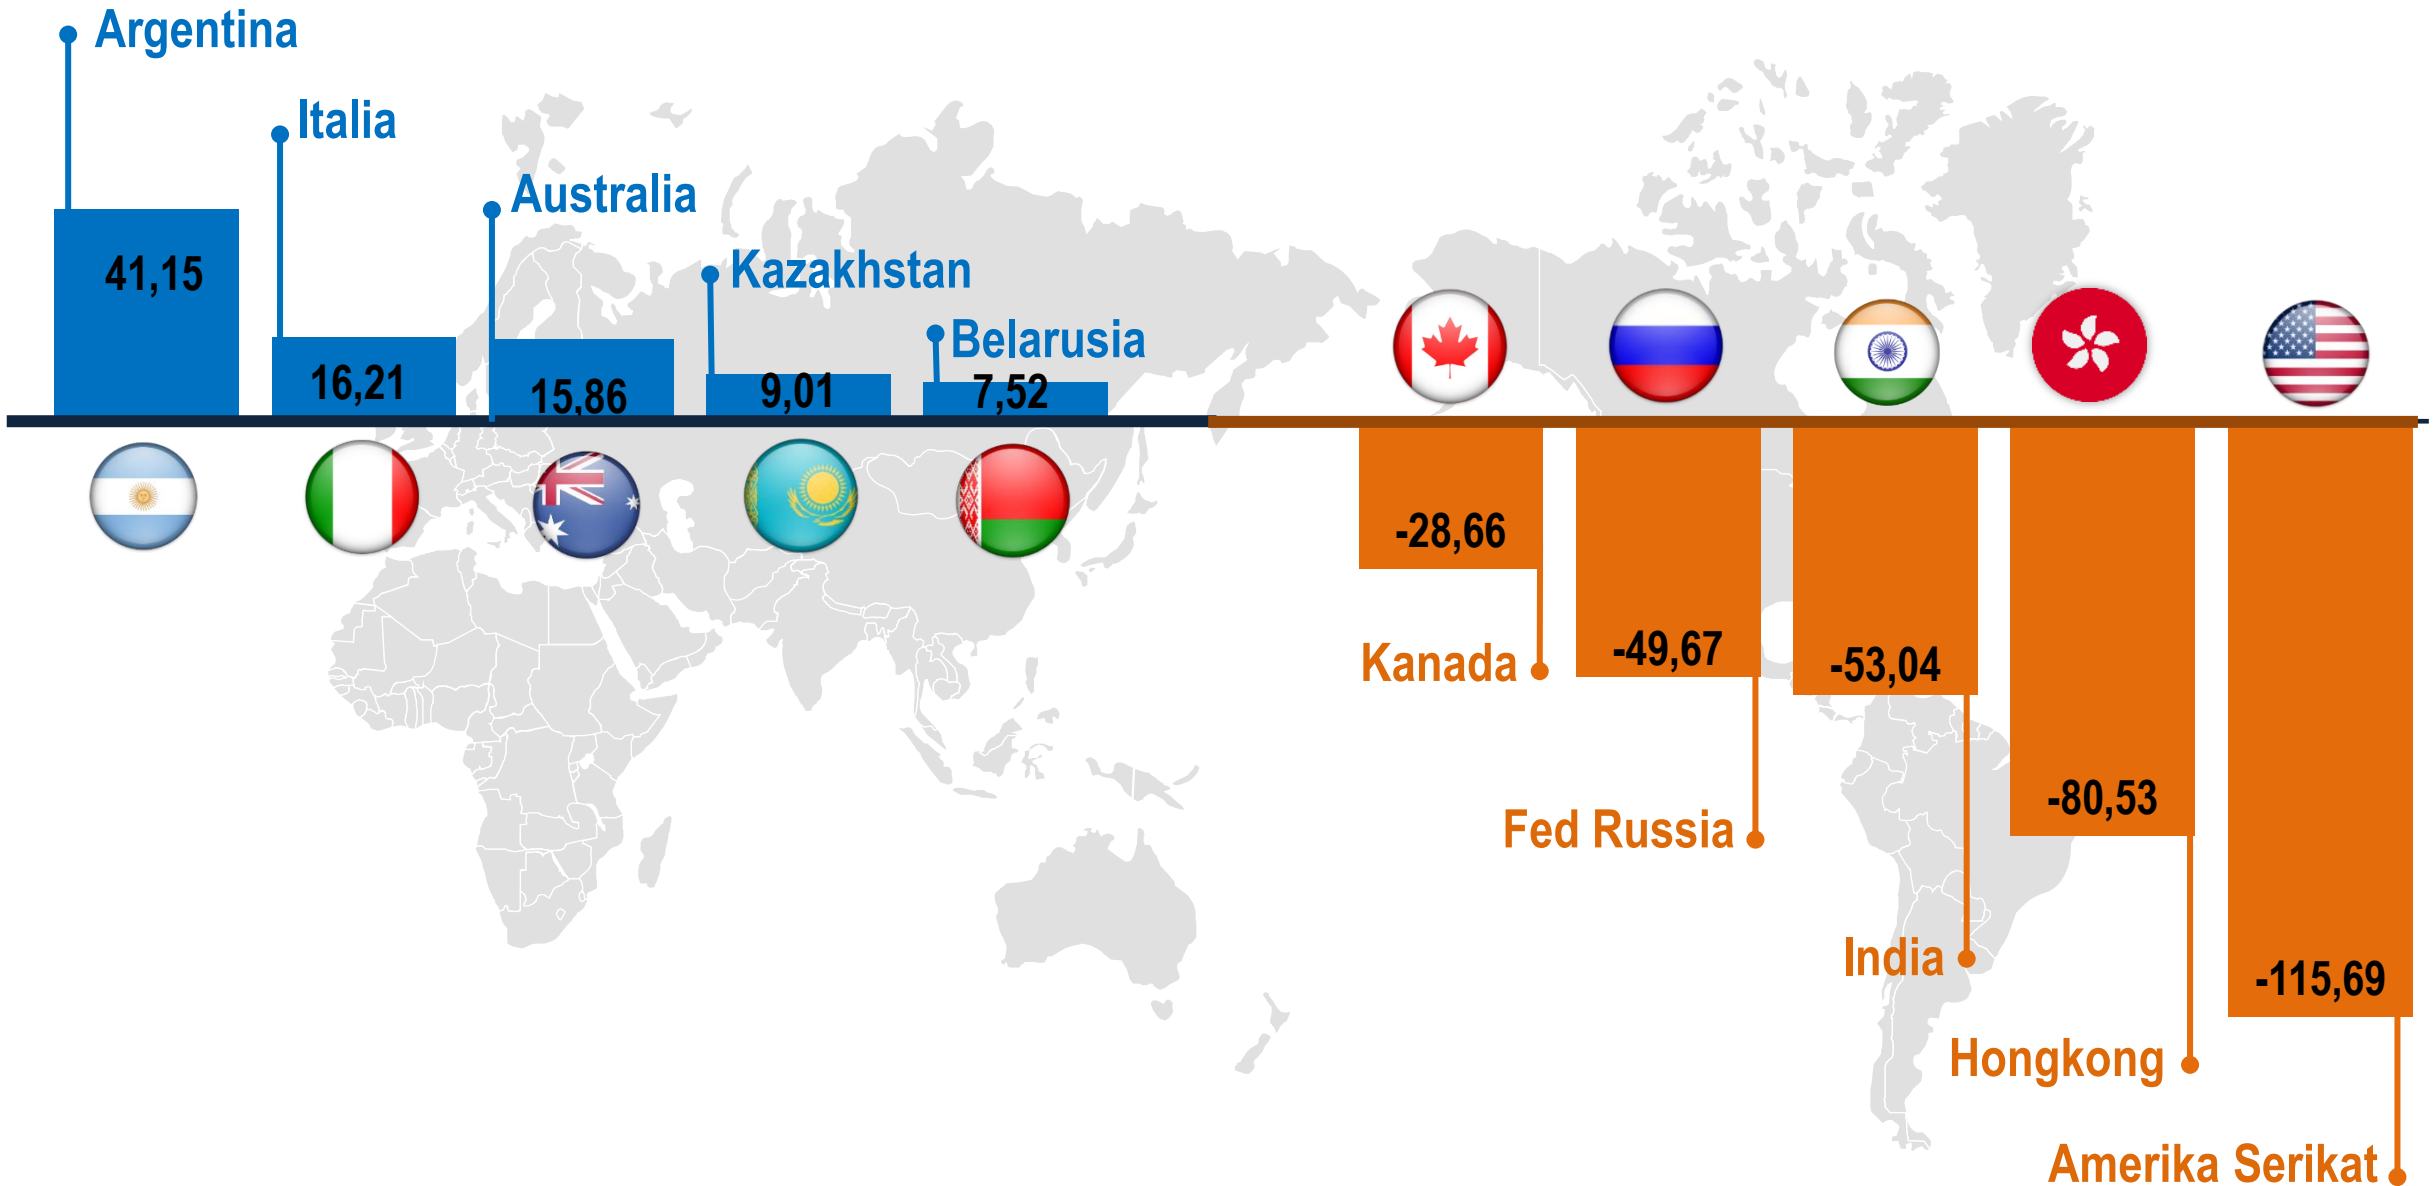 Argentina
41,15
Italia
16,21
Australia
15,86
Kazakhstan
9,01
Belarusia
7,52
-28,66
Kanada
-49,67
Fed Russia
-53,04
India
-80,53
Hongkong
-115,69
Amerika Serikat